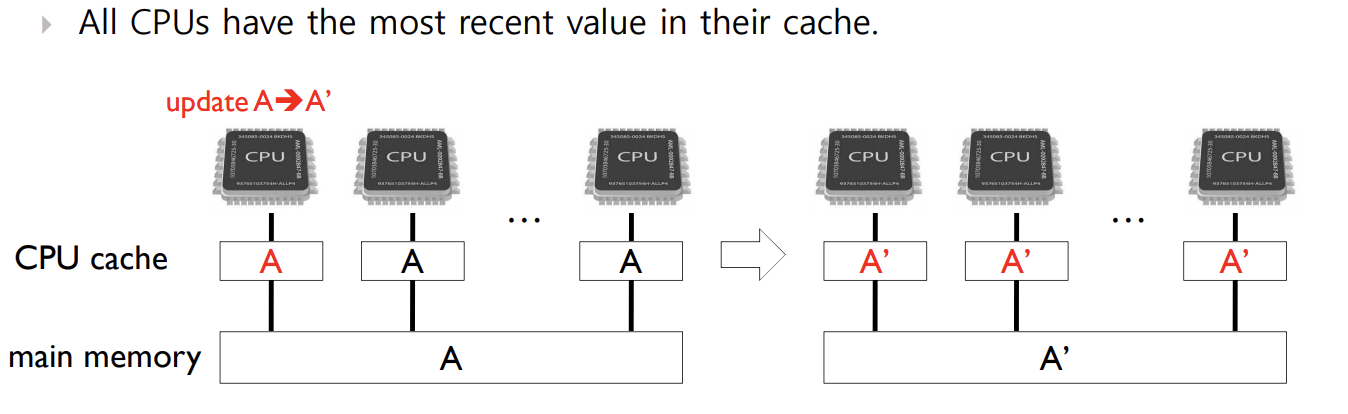 All CPUs have the most recent value in their cache.
update A➔A’
CPU CPU ... CPU CPU CPU ... CPU
CPU cache A A A A’ A’ A’
main memory A A’